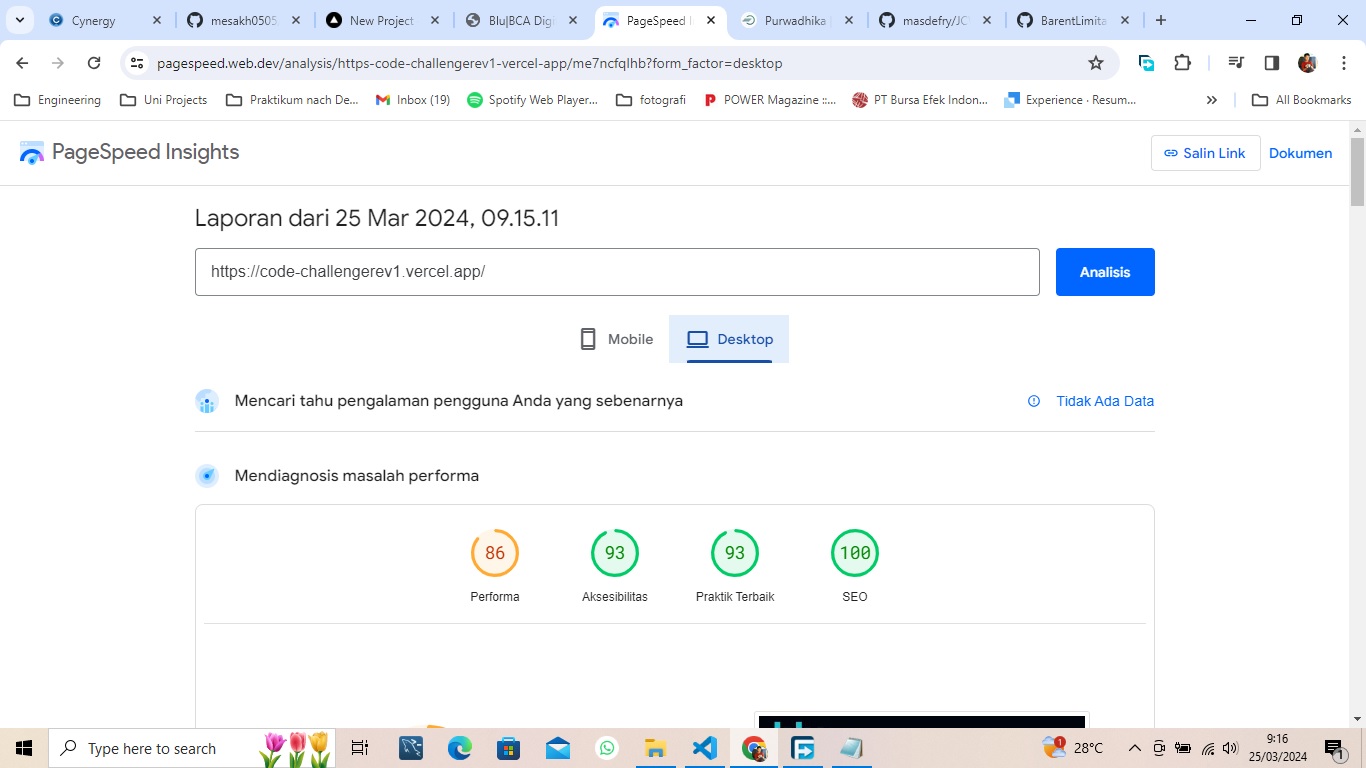 Cynergy
mesakh0505
New Project
Blu|BCA Digi
PageSpeed I
Purwadhika
masdefry/JC
BarentLimita
pagespeed.web.dev/analysis/https-code-challengerev1-vercel-app/me7ncfqlhb?form_factor=desktop
Engineering
Uni Projects
Praktikum nach De...
Inbox (19)
Spotify Web Player...
fotografi
POWER Magazine ::...
PT Bursa Efek Indon...
Experience · Resum...
All Bookmarks
PageSpeed Insights
Salin Link
Dokumen
Laporan dari 25 Mar 2024, 09.15.11
https://code-challengerev1.vercel.app/
Analisis
Mobile
Desktop
Mencari tahu pengalaman pengguna Anda yang sebenarnya
Tidak Ada Data
Mendiagnosis masalah performa
86
93
93
100
Performa
Aksesibilitas
Praktik Terbaik
SEO
Type here to search
1
28°C
9:16
25/03/2024
1